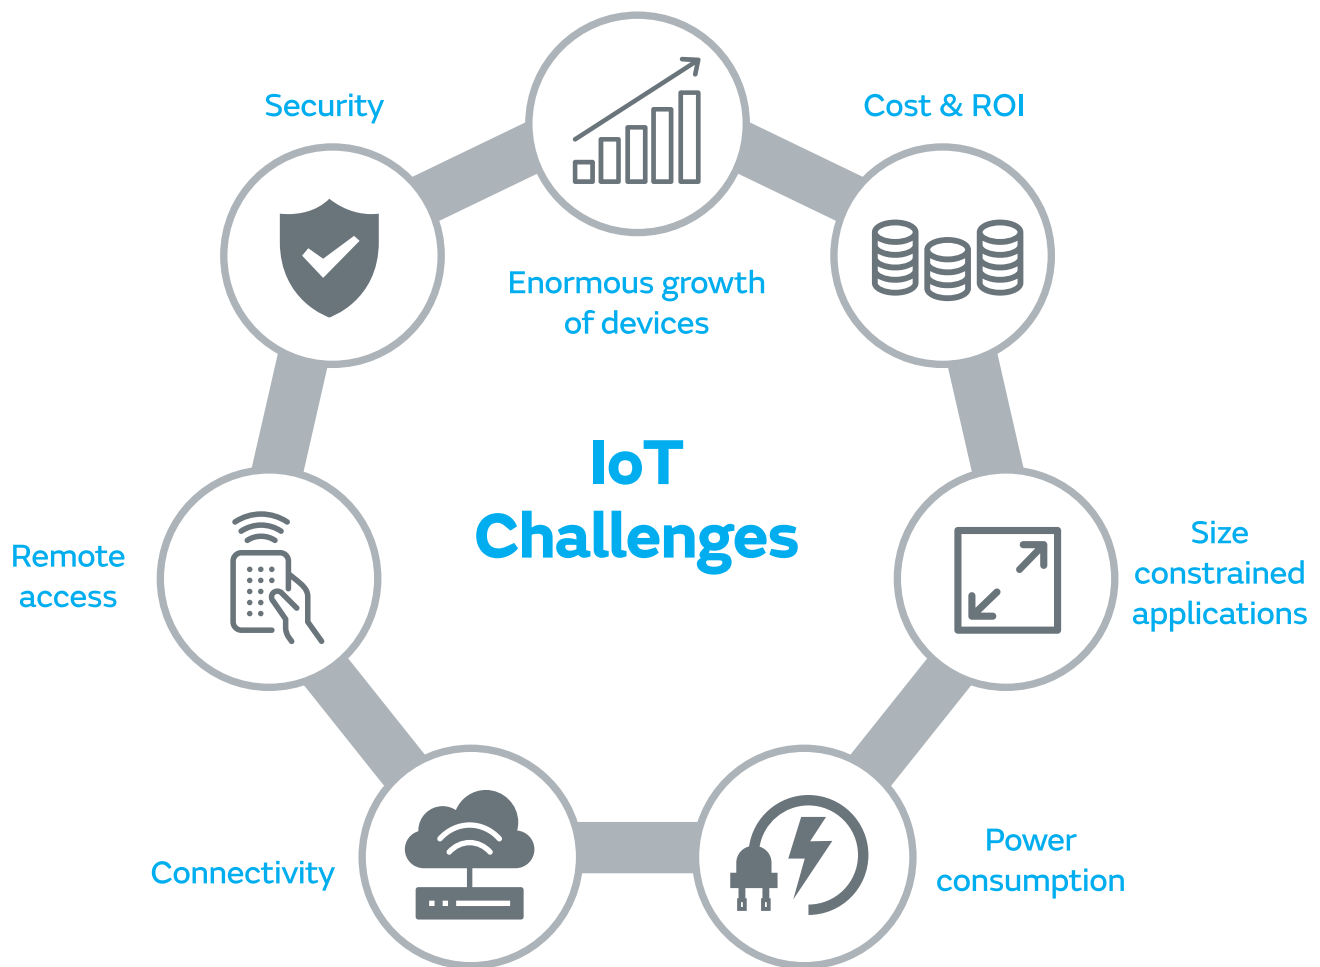 Security
Cost & ROI
Enormous growth
of devices
IoT
Challenges
Remote
access
Size
constrained
applications
Connectivity
Power
consumption